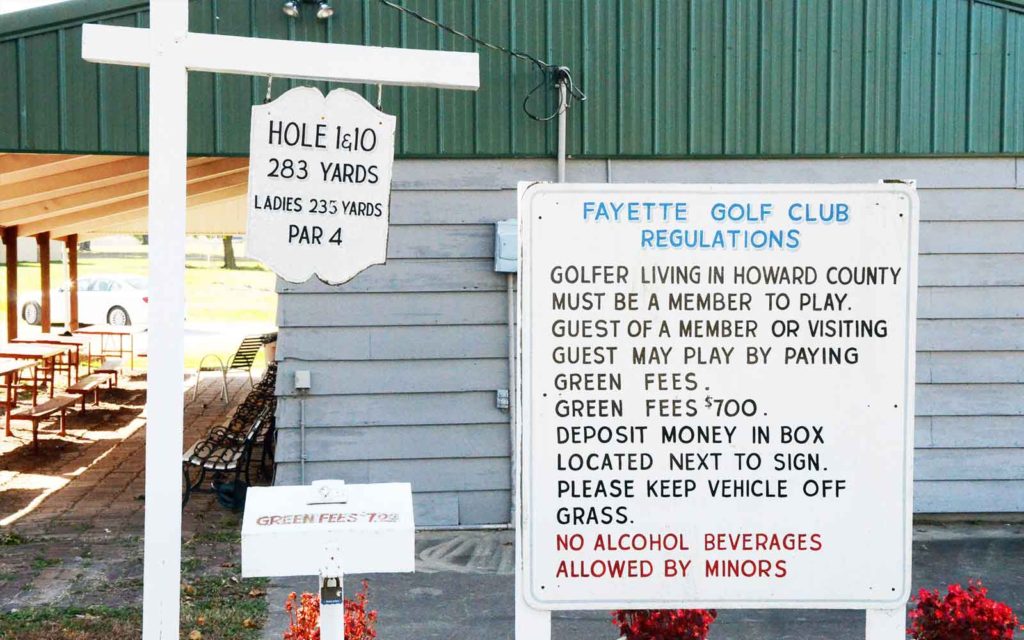 HOLE 1&10
283 YARDS
LADIES 235 YARDS
PAR 4
FAYETTE GOLF CLUB
REGULATIONS
GOLFER LIVING IN HOWARD COUNTY
MUST BE A MEMBER TO PLAY.
GUEST OF A MEMBER OR VISITING
GUEST MAY PLAY BY PAYING
GREEN FEES.
GREEN FEES $700.
DEPOSIT MONEY IN BOX
LOCATED NEXT TO SIGN.
PLEASE KEEP VEHICLE OFF
GRASS.
NO ALCOHOL BEVERAGES
ALLOWED BY MINORS
GREEN FEES